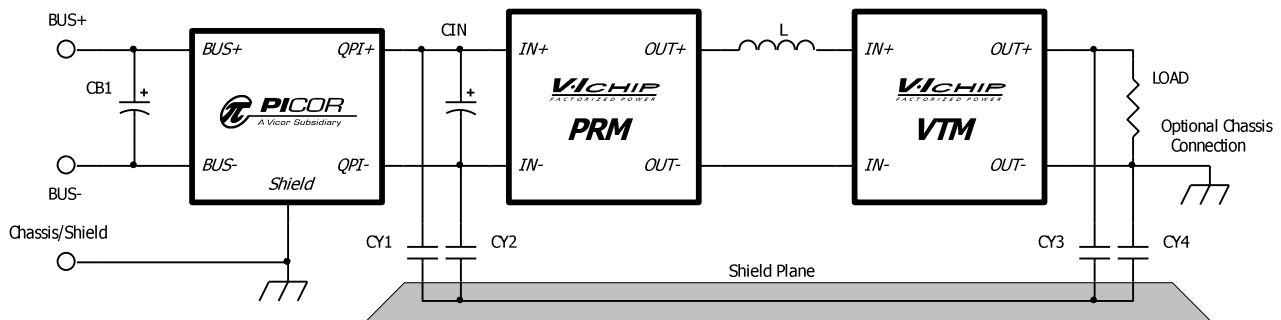 BUS+
CB1
BUS-
Chassis/Shield
BUS+
QPI+
PICOR
A Vicor Subsidiary
BUS-
QPI-
Shield
CIN
CY1
CY2
IN+
OUT+
V·I CHIP
FACTORIZED POWER
PRM
IN-
OUT-
L
IN+
OUT+
V·I CHIP
FACTORIZED POWER
VTM
IN-
OUT-
LOAD
Optional Chassis
Connection
CY3
CY4
Shield Plane